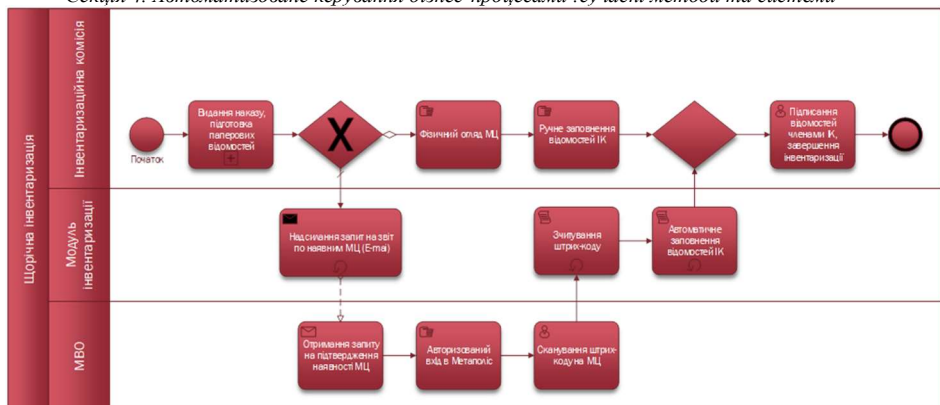 Секція 4. Автоматизоване керування бізнес-процесами :сучасні методи та системи
Щорічна інвентаризація
Інвентаризаційна комісія
Початок
Видання наказу,
підготовка
паперових
відомостей
X
Фізичний огляд МЦ
Ручне заповнення
відомостей ІК
Підписання
відомостей
членами ІК,
завершення
інвентаризації
Модуль
інвентаризації
Надсилання запит на звіт
по наявним МЦ (E-mail)
Зчитування
штрих-коду
Автоматичне
заповнення
відомостей ІК
МВО
Отримання запиту
на підтвердження
наявності МЦ
Авторизований
вхід в Метаполіс
Сканування штрих-
коду на МЦ